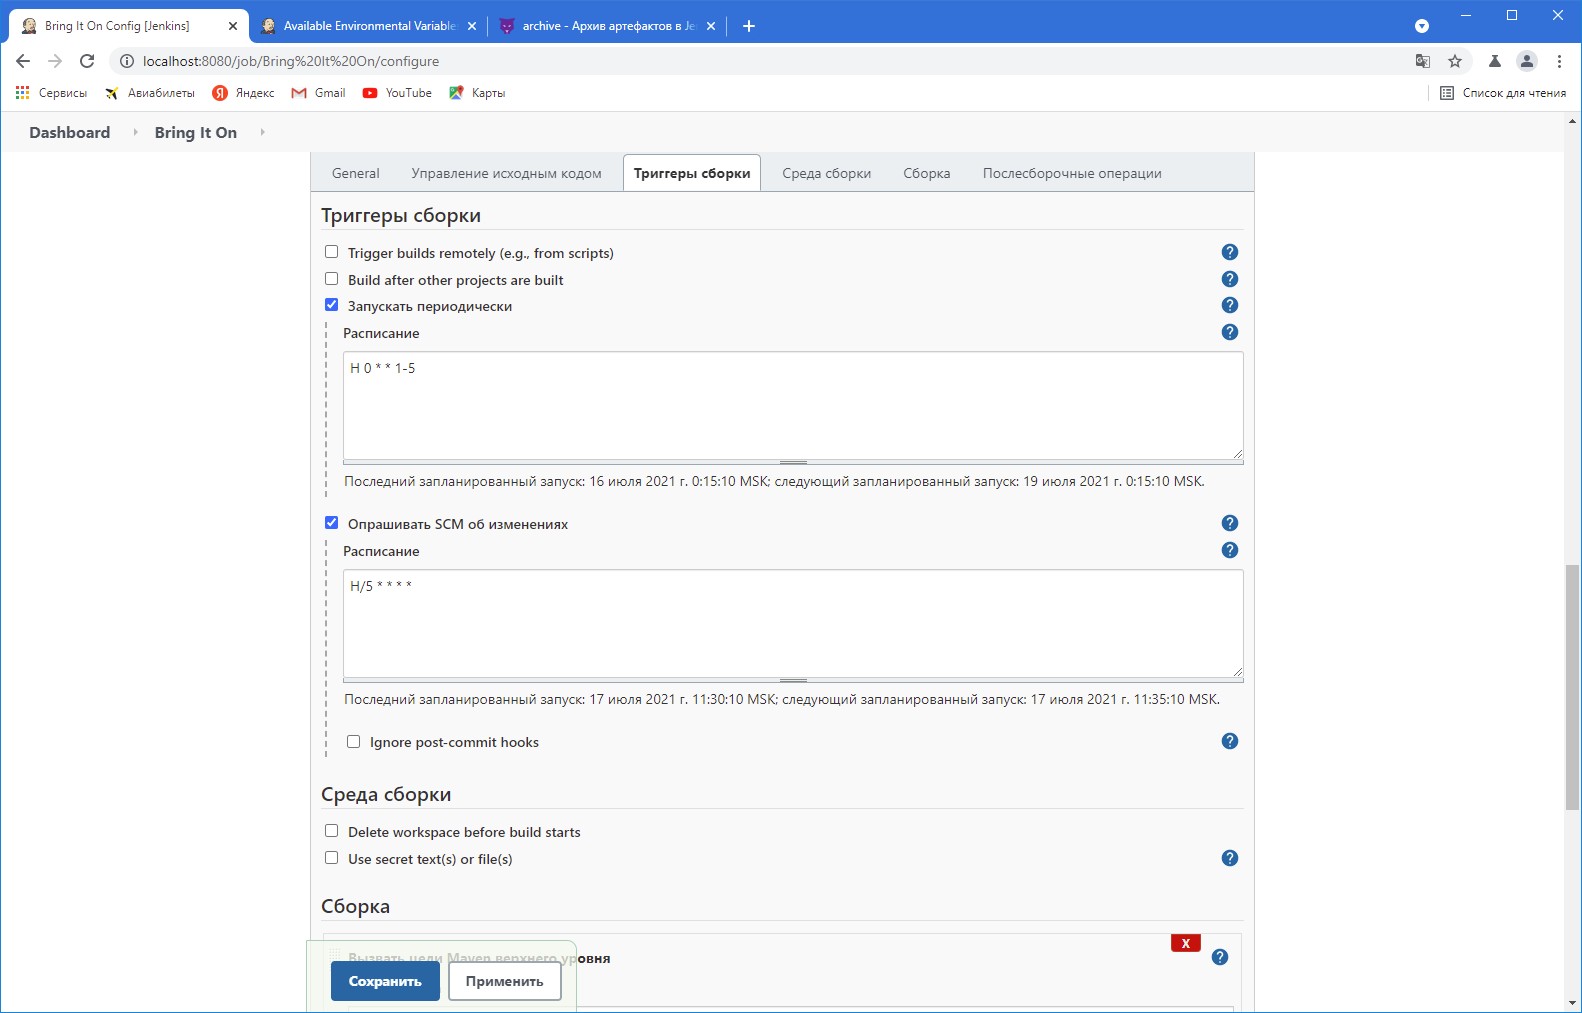 Bring It On Config [Jenkins]
Available Environmental Variable
archive - Архив артефактов в Je
localhost:8080/job/Bring%20It%20On/configure
Сервисы Авиабилеты Яндекс Gmail YouTube Карты Список для чтения
Dashboard Bring It On
General Управление исходным кодом Триггеры сборки Среда сборки Сборка Послесборочные операции
Триггеры сборки
Trigger builds remotely (e.g., from scripts)
Build after other projects are built
Запускать периодически
Расписание
H 0 * * 1-5
Последний запланированный запуск: 16 июля 2021 г. 0:15:10 MSK; следующий запланированный запуск: 19 июля 2021 г. 0:15:10 MSK.
Опрашивать SCM об изменениях
Расписание
H/5 * * * *
Последний запланированный запуск: 17 июля 2021 г. 11:30:10 MSK; следующий запланированный запуск: 17 июля 2021 г. 11:35:10 MSK.
Ignore post-commit hooks
Среда сборки
Delete workspace before build starts
Use secret text(s) or file(s)
Сборка
X
Вызвать цели Maven верхнего уровня
Сохранить Применить